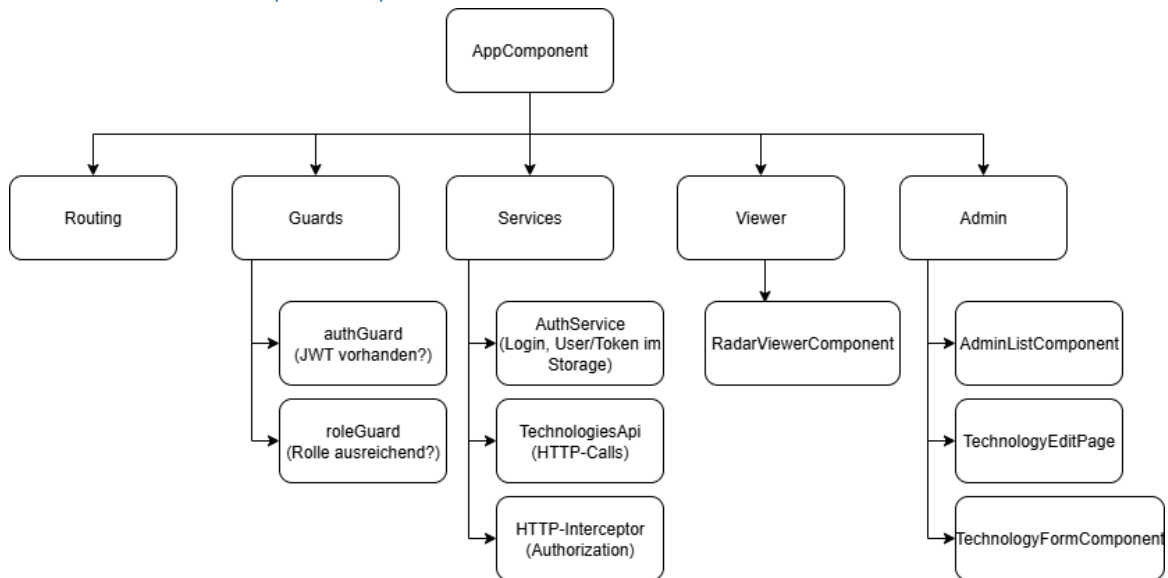 AppComponent
Routing
Guards
Services
Viewer
Admin
authGuard
(JWT vorhanden?)
roleGuard
(Rolle ausreichend?)
AuthService
(Login, User/Token im
Storage)
TechnologiesApi
(HTTP-Calls)
HTTP-Interceptor
(Authorization)
RadarViewerComponent
AdminListComponent
TechnologyEditPage
TechnologyFormComponent